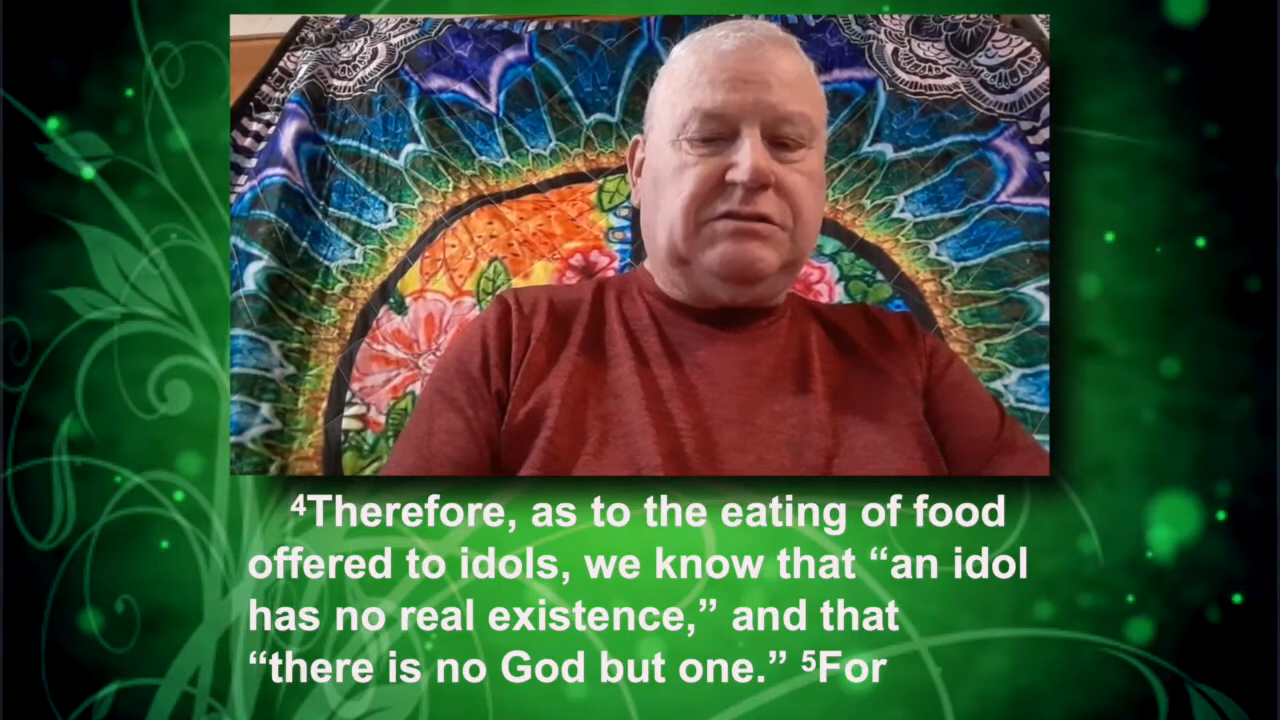 ⁴Therefore, as to the eating of food
offered to idols, we know that “an idol
has no real existence,” and that
“there is no God but one.” ⁵For